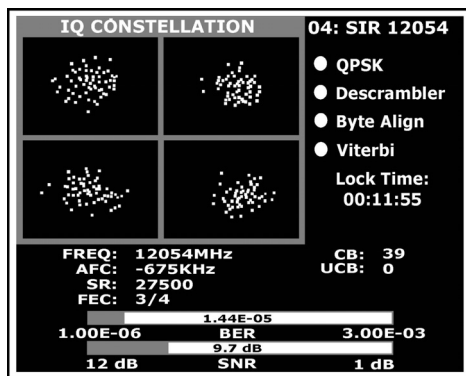 IQ CONSTELLATION
04: SIR 12054
QPSK
Descrambler
Byte Align
Viterbi
Lock Time:
00:11:55
FREQ: 12054MHz
AFC: -675KHz
SR: 27500
FEC: 3/4
CB: 39
UCB: 0
1.44E-05
1.00E-06 BER 3.00E-03
9.7 dB
12 dB SNR 1 dB